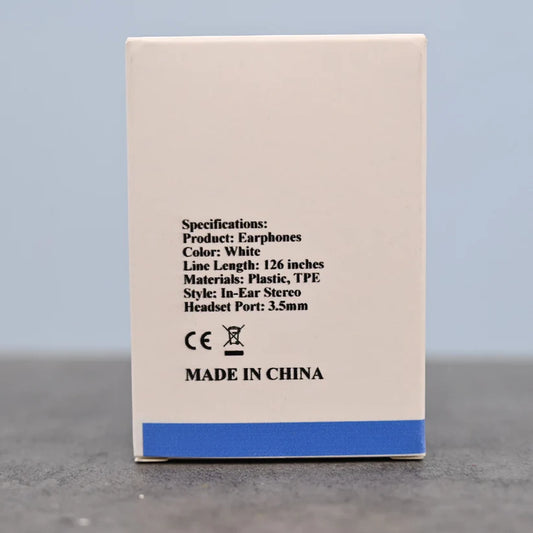 Specifications:
Product: Earphones
Color: White
Line Length: 126 inches
Materials: Plastic, TPE
Style: In-Ear Stereo
Headset Port: 3.5mm
CE
MADE IN CHINA